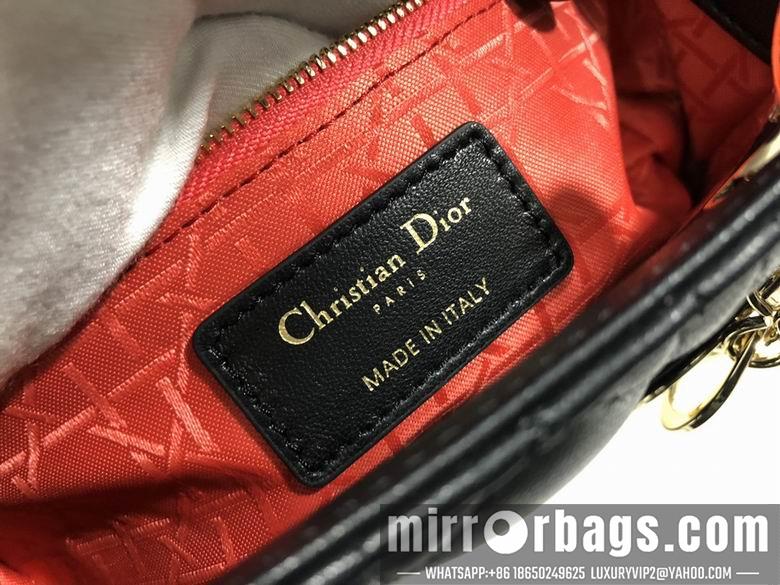 Christian Dior
PARIS
MADE IN ITALY
mirrorbags.com
WHATSAPP:+86 18650249625 LUXURYVIP2@YAHOO.COM